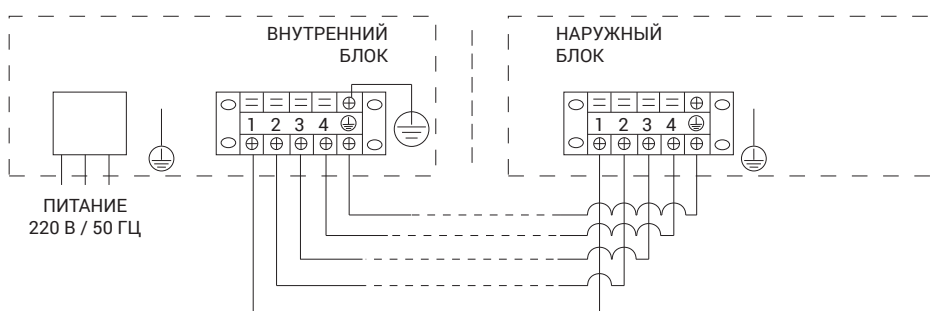 ВНУТРЕННИЙ
БЛОК
НАРУЖНЫЙ
БЛОК
1 2 3 4
1 2 3 4
ПИТАНИЕ
220 В / 50 ГЦ